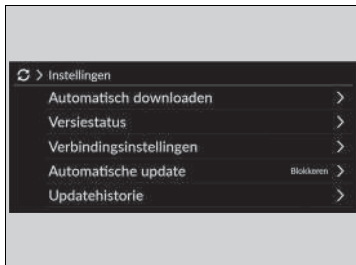 > Instellingen
Automatisch downloaden >
Versiestatus >
Verbindingsinstellingen >
Automatische update Blokkeren >
Updatehistorie >